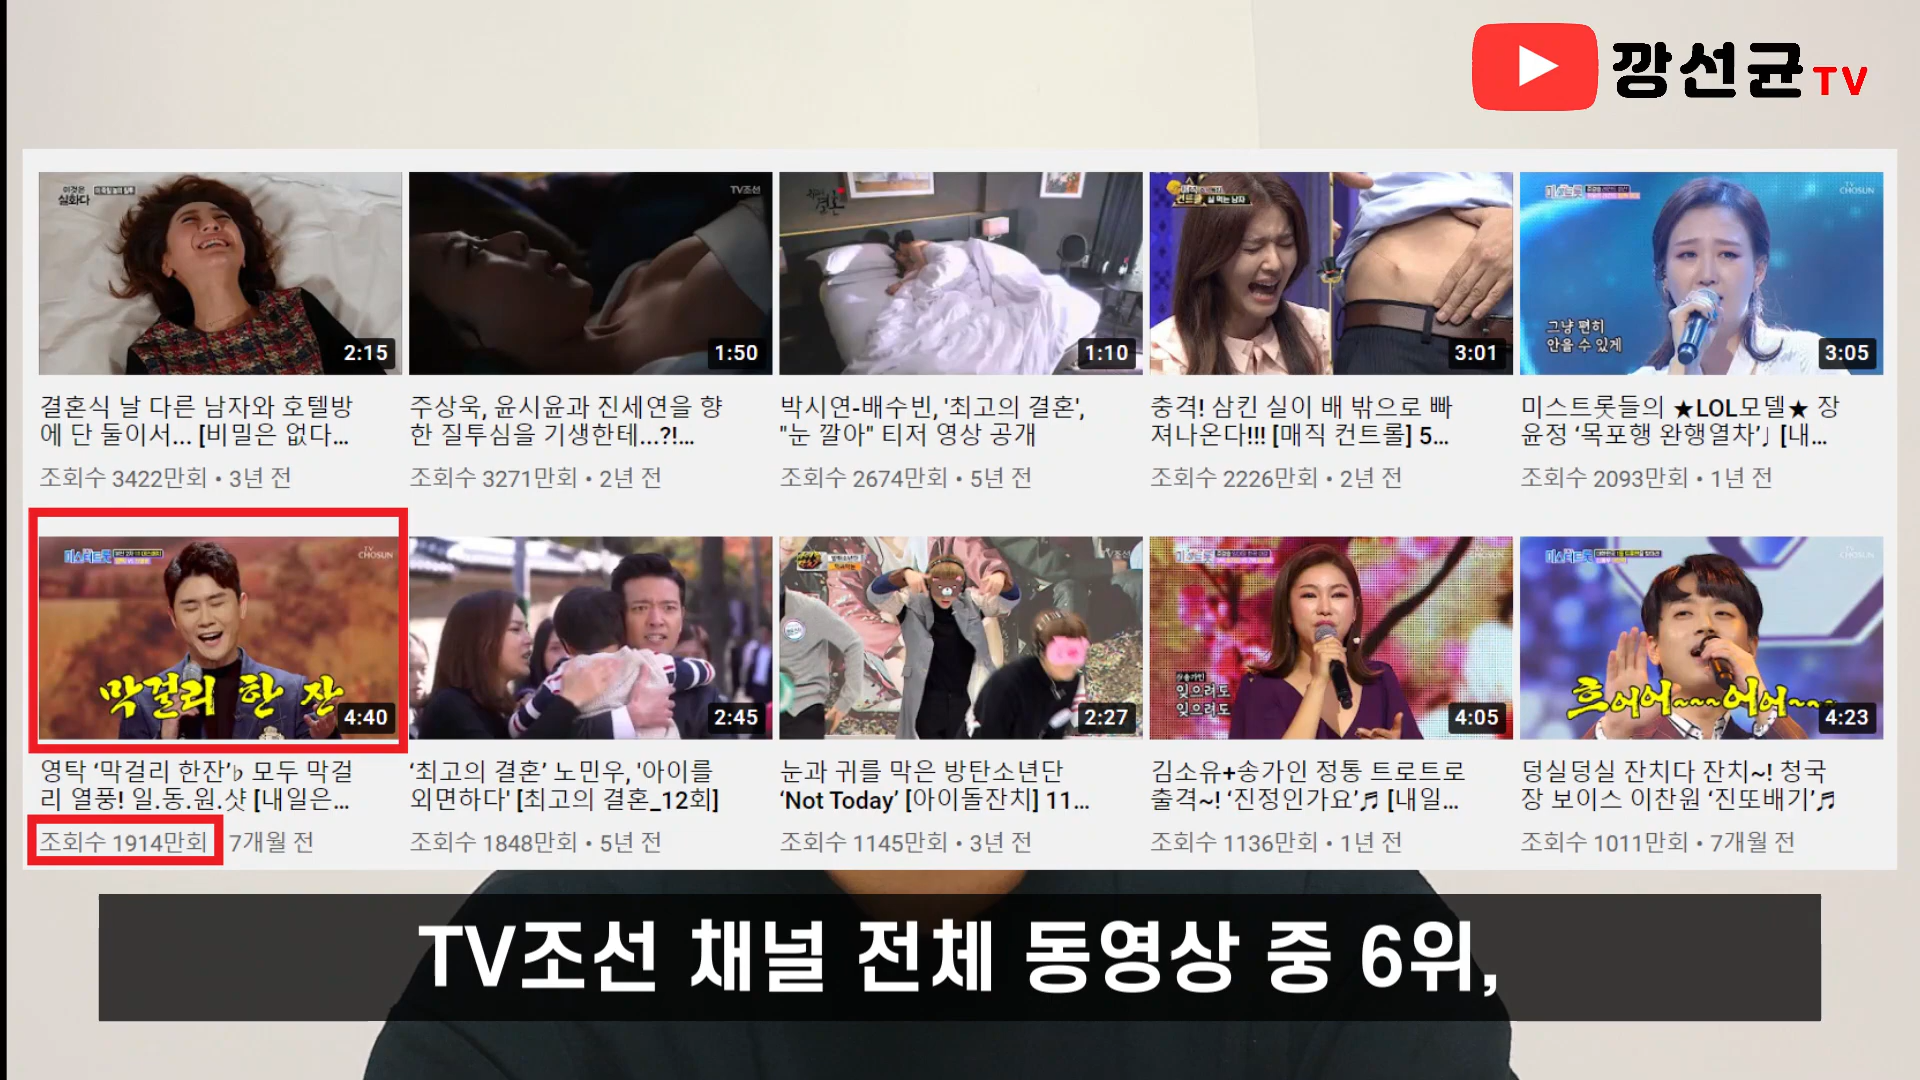 깡선균TV
이것은
실화다
TV조선
CHOSUN
그냥 편히
안을 수 있게
2:15
1:50
1:10
3:01
3:05
결혼식 날 다른 남자와 호텔방
에 단 둘이서... [비밀은 없다...
주상욱, 윤시윤과 진세연을 향
한 질투심을 기생한테...?!...
박시연-배수빈, '최고의 결혼',
"눈 깔아" 티저 영상 공개
충격! 삼킨 실이 배 밖으로 빠
져나온다!!! [매직 컨트롤] 5...
미스트롯들의 ★LOL모델★ 장
윤정 ‘목포행 완행열차’♩ [내...
조회수 3422만회 • 3년 전
조회수 3271만회 • 2년 전
조회수 2674만회 • 5년 전
조회수 2226만회 • 2년 전
조회수 2093만회 • 1년 전
미스터트롯
CHOSUN
막걸리 한 잔
잊으려도
잊으려도
흐어어~~~어어~~
4:40
2:45
2:27
4:05
4:23
영탁 ‘막걸리 한잔’♭ 모두 막걸
리 열풍! 일.동.원.샷 [내일은...
‘최고의 결혼’ 노민우, '아이를
외면하다' [최고의 결혼_12회]
눈과 귀를 막은 방탄소년단
‘Not Today’ [아이돌잔치] 11...
김소유+송가인 정통 트로트로
출격~! ‘진정인가요’♬ [내일...
덩실덩실 잔치다 잔치~! 청국
장 보이스 이찬원 ‘진또배기’♬
조회수 1914만회 7개월 전
조회수 1848만회 • 5년 전
조회수 1145만회 • 3년 전
조회수 1136만회 • 1년 전
조회수 1011만회 • 7개월 전
TV조선 채널 전체 동영상 중 6위,